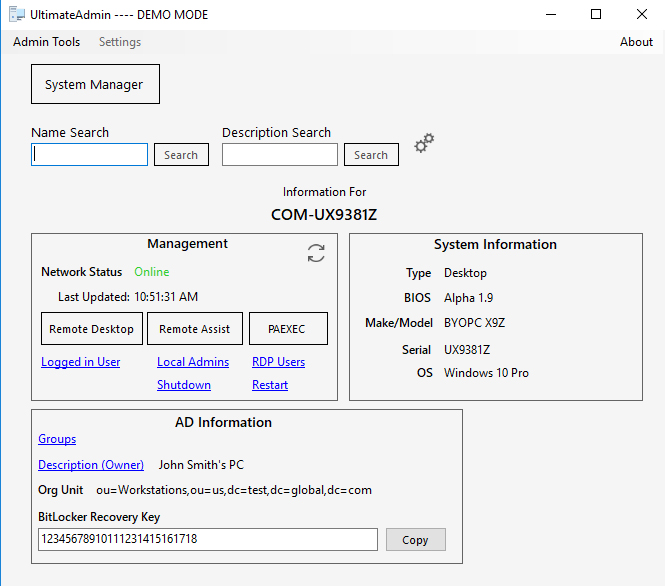 UltimateAdmin ---- DEMO MODE
Admin Tools Settings About
System Manager
Name Search Description Search
Search Search
Information For
COM-UX9381Z
Management
Network Status Online
Last Updated: 10:51:31 AM
Remote Desktop Remote Assist PAEXEC
Logged in User Local Admins RDP Users
Shutdown Restart
System Information
Type Desktop
BIOS Alpha 1.9
Make/Model BYOPC X9Z
Serial UX9381Z
OS Windows 10 Pro
AD Information
Groups
Description (Owner) John Smith's PC
Org Unit ou=Workstations,ou=us,dc=test,dc=global,dc=com
BitLocker Recovery Key
12345678910111231415161718 Copy